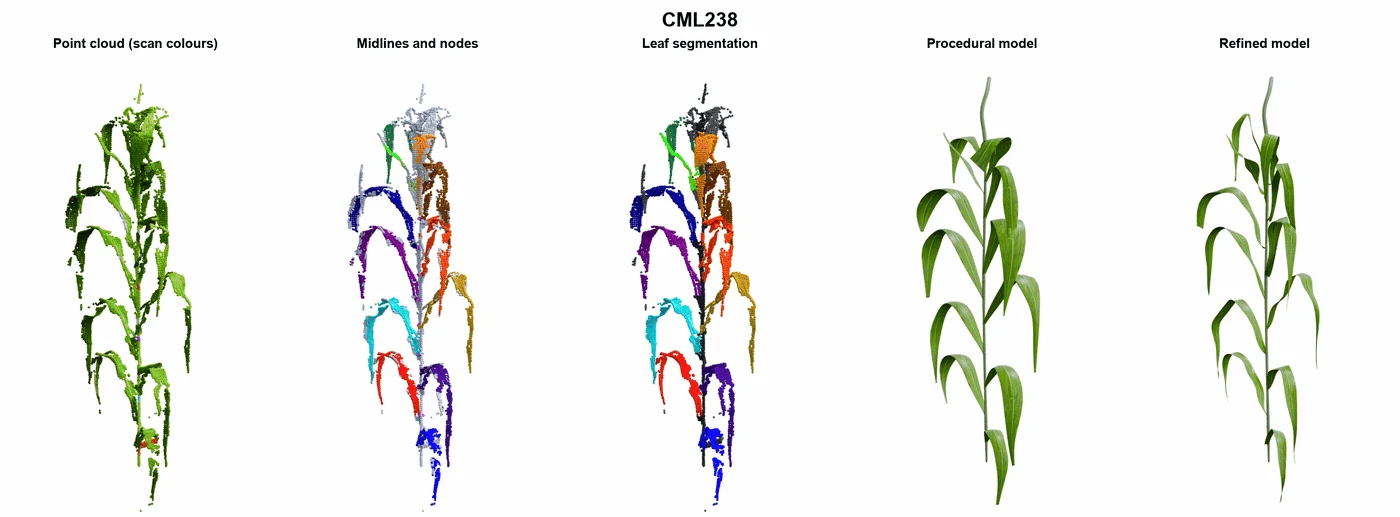 CML238
Point cloud (scan colours)
Midlines and nodes
Leaf segmentation
Procedural model
Refined model